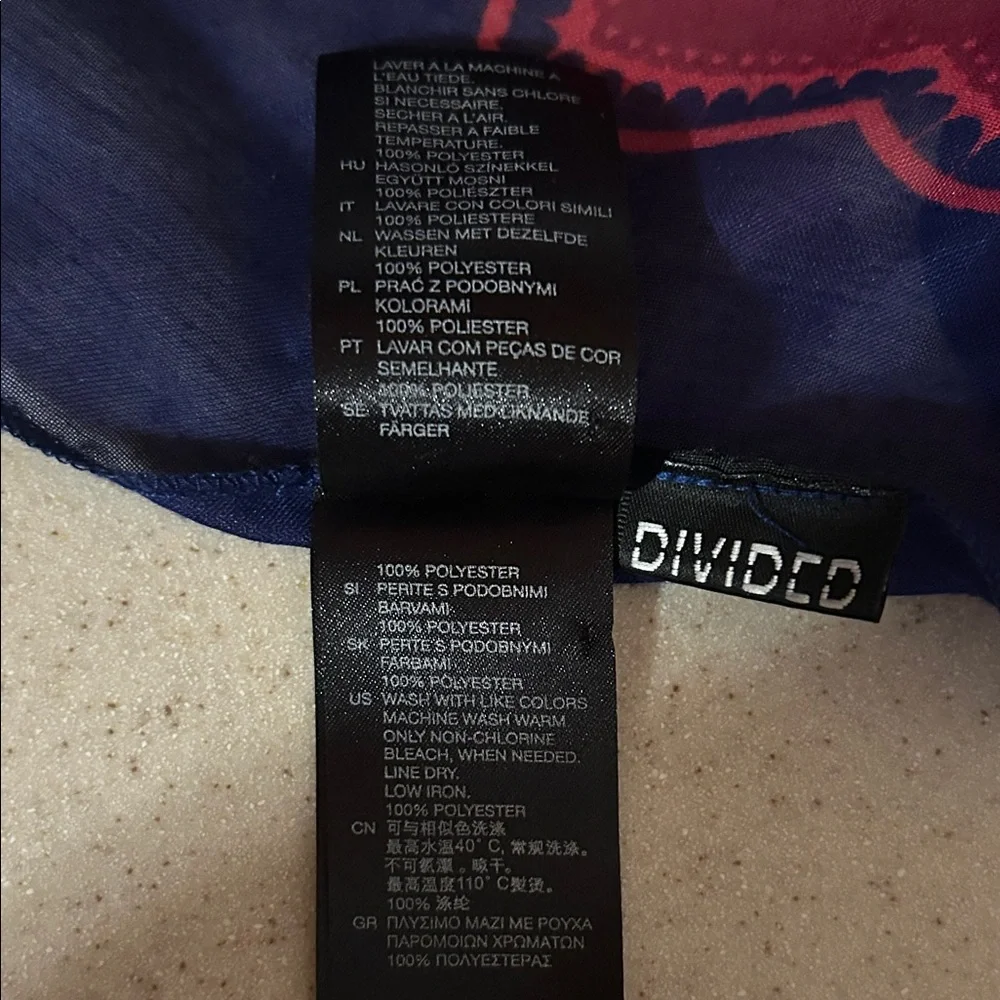 LAVER A LA MACHINE A
L'EAU TIEDE.
BLANCHIR SANS CHLORE
SI NECESSAIRE.
SECHER A L'AIR.
REPASSER A FAIBLE
TEMPERATURE.
100% POLYESTER
HU HASONLÓ SZÍNEKKEL
EGYÜTT MOSNI
100% POLIÉSZTER
IT LAVARE CON COLORI SIMILI
100% POLIESTERE
NL WASSEN MET DEZELFDE
KLEUREN
100% POLYESTER
PL PRAĆ Z PODOBNYMI
KOLORAMI
100% POLIESTER
PT LAVAR COM PEÇAS DE COR
SEMELHANTE
100% POLIESTER
SE TVÄTTAS MED LIKNANDE
FÄRGER
DIVIDED
100% POLYESTER
SI PERITE S PODOBNIMI
BARVAMI
100% POLYESTER
SK PERTE S PODOBNYMI
FARBAMI
100% POLYESTER
US WASH WITH LIKE COLORS
MACHINE WASH WARM
ONLY NON-CHLORINE
BLEACH, WHEN NEEDED.
LINE DRY.
LOW IRON.
100% POLYESTER
CN 可与相似色洗涤
最高水温40°C, 常规洗涤。
不可氯漂。晾干。
最高温度110°C熨烫。
100% 涤纶
GR ΠΛΥΣΙΜΟ ΜΑΖΙ ΜΕ ΡΟΥΧΑ
ΠΑΡΟΜΟΙΩΝ ΧΡΩΜΑΤΩΝ
100% ΠΟΛΥΕΣΤΕΡΑΣ